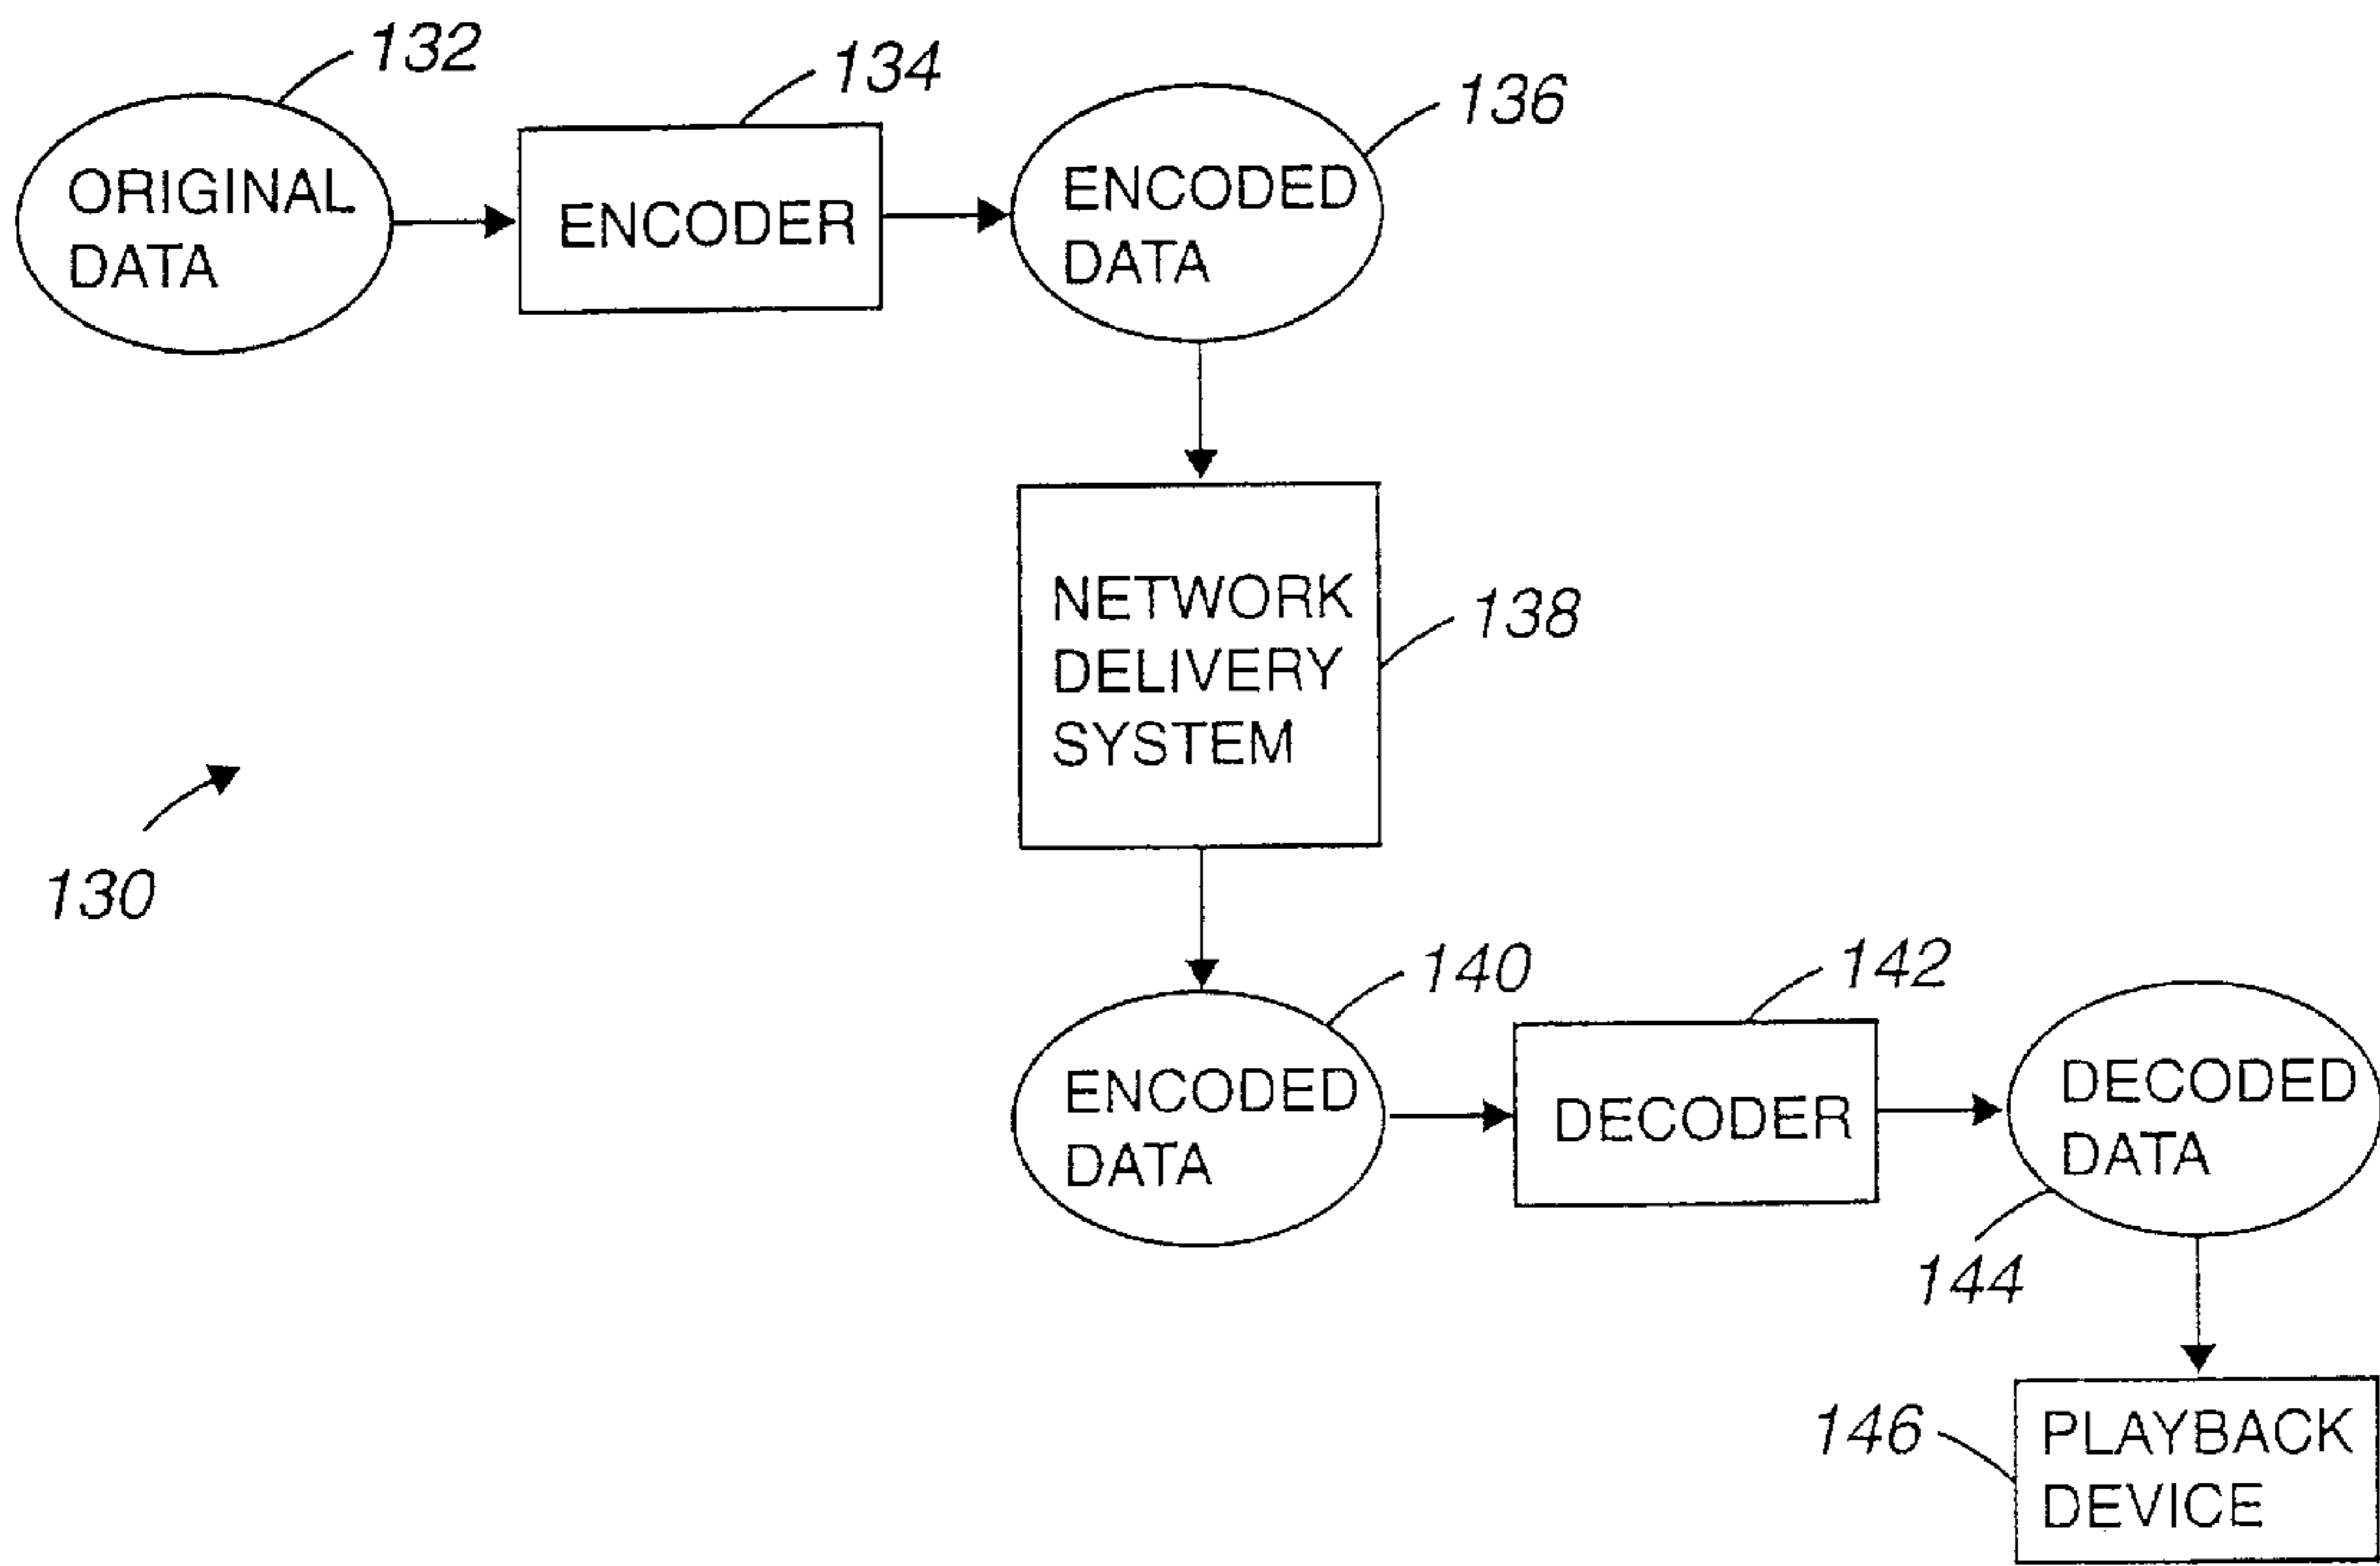 132
134
136
ORIGINAL
DATA
ENCODER
ENCODED
DATA
NETWORK
DELIVERY
SYSTEM
138
130
140
142
ENCODED
DATA
DECODER
DECODED
DATA
144
146
PLAYBACK
DEVICE